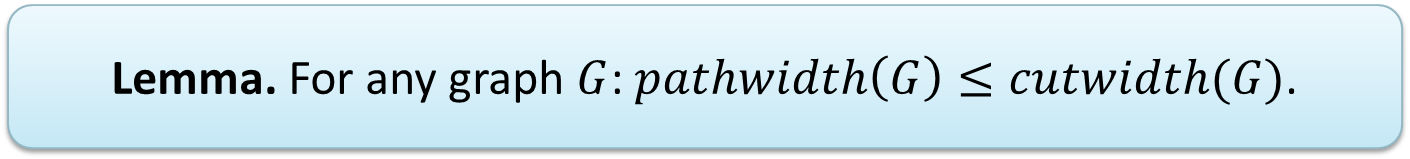 Lemma. For any graph G: pathwidth(G) ≤ cutwidth(G).